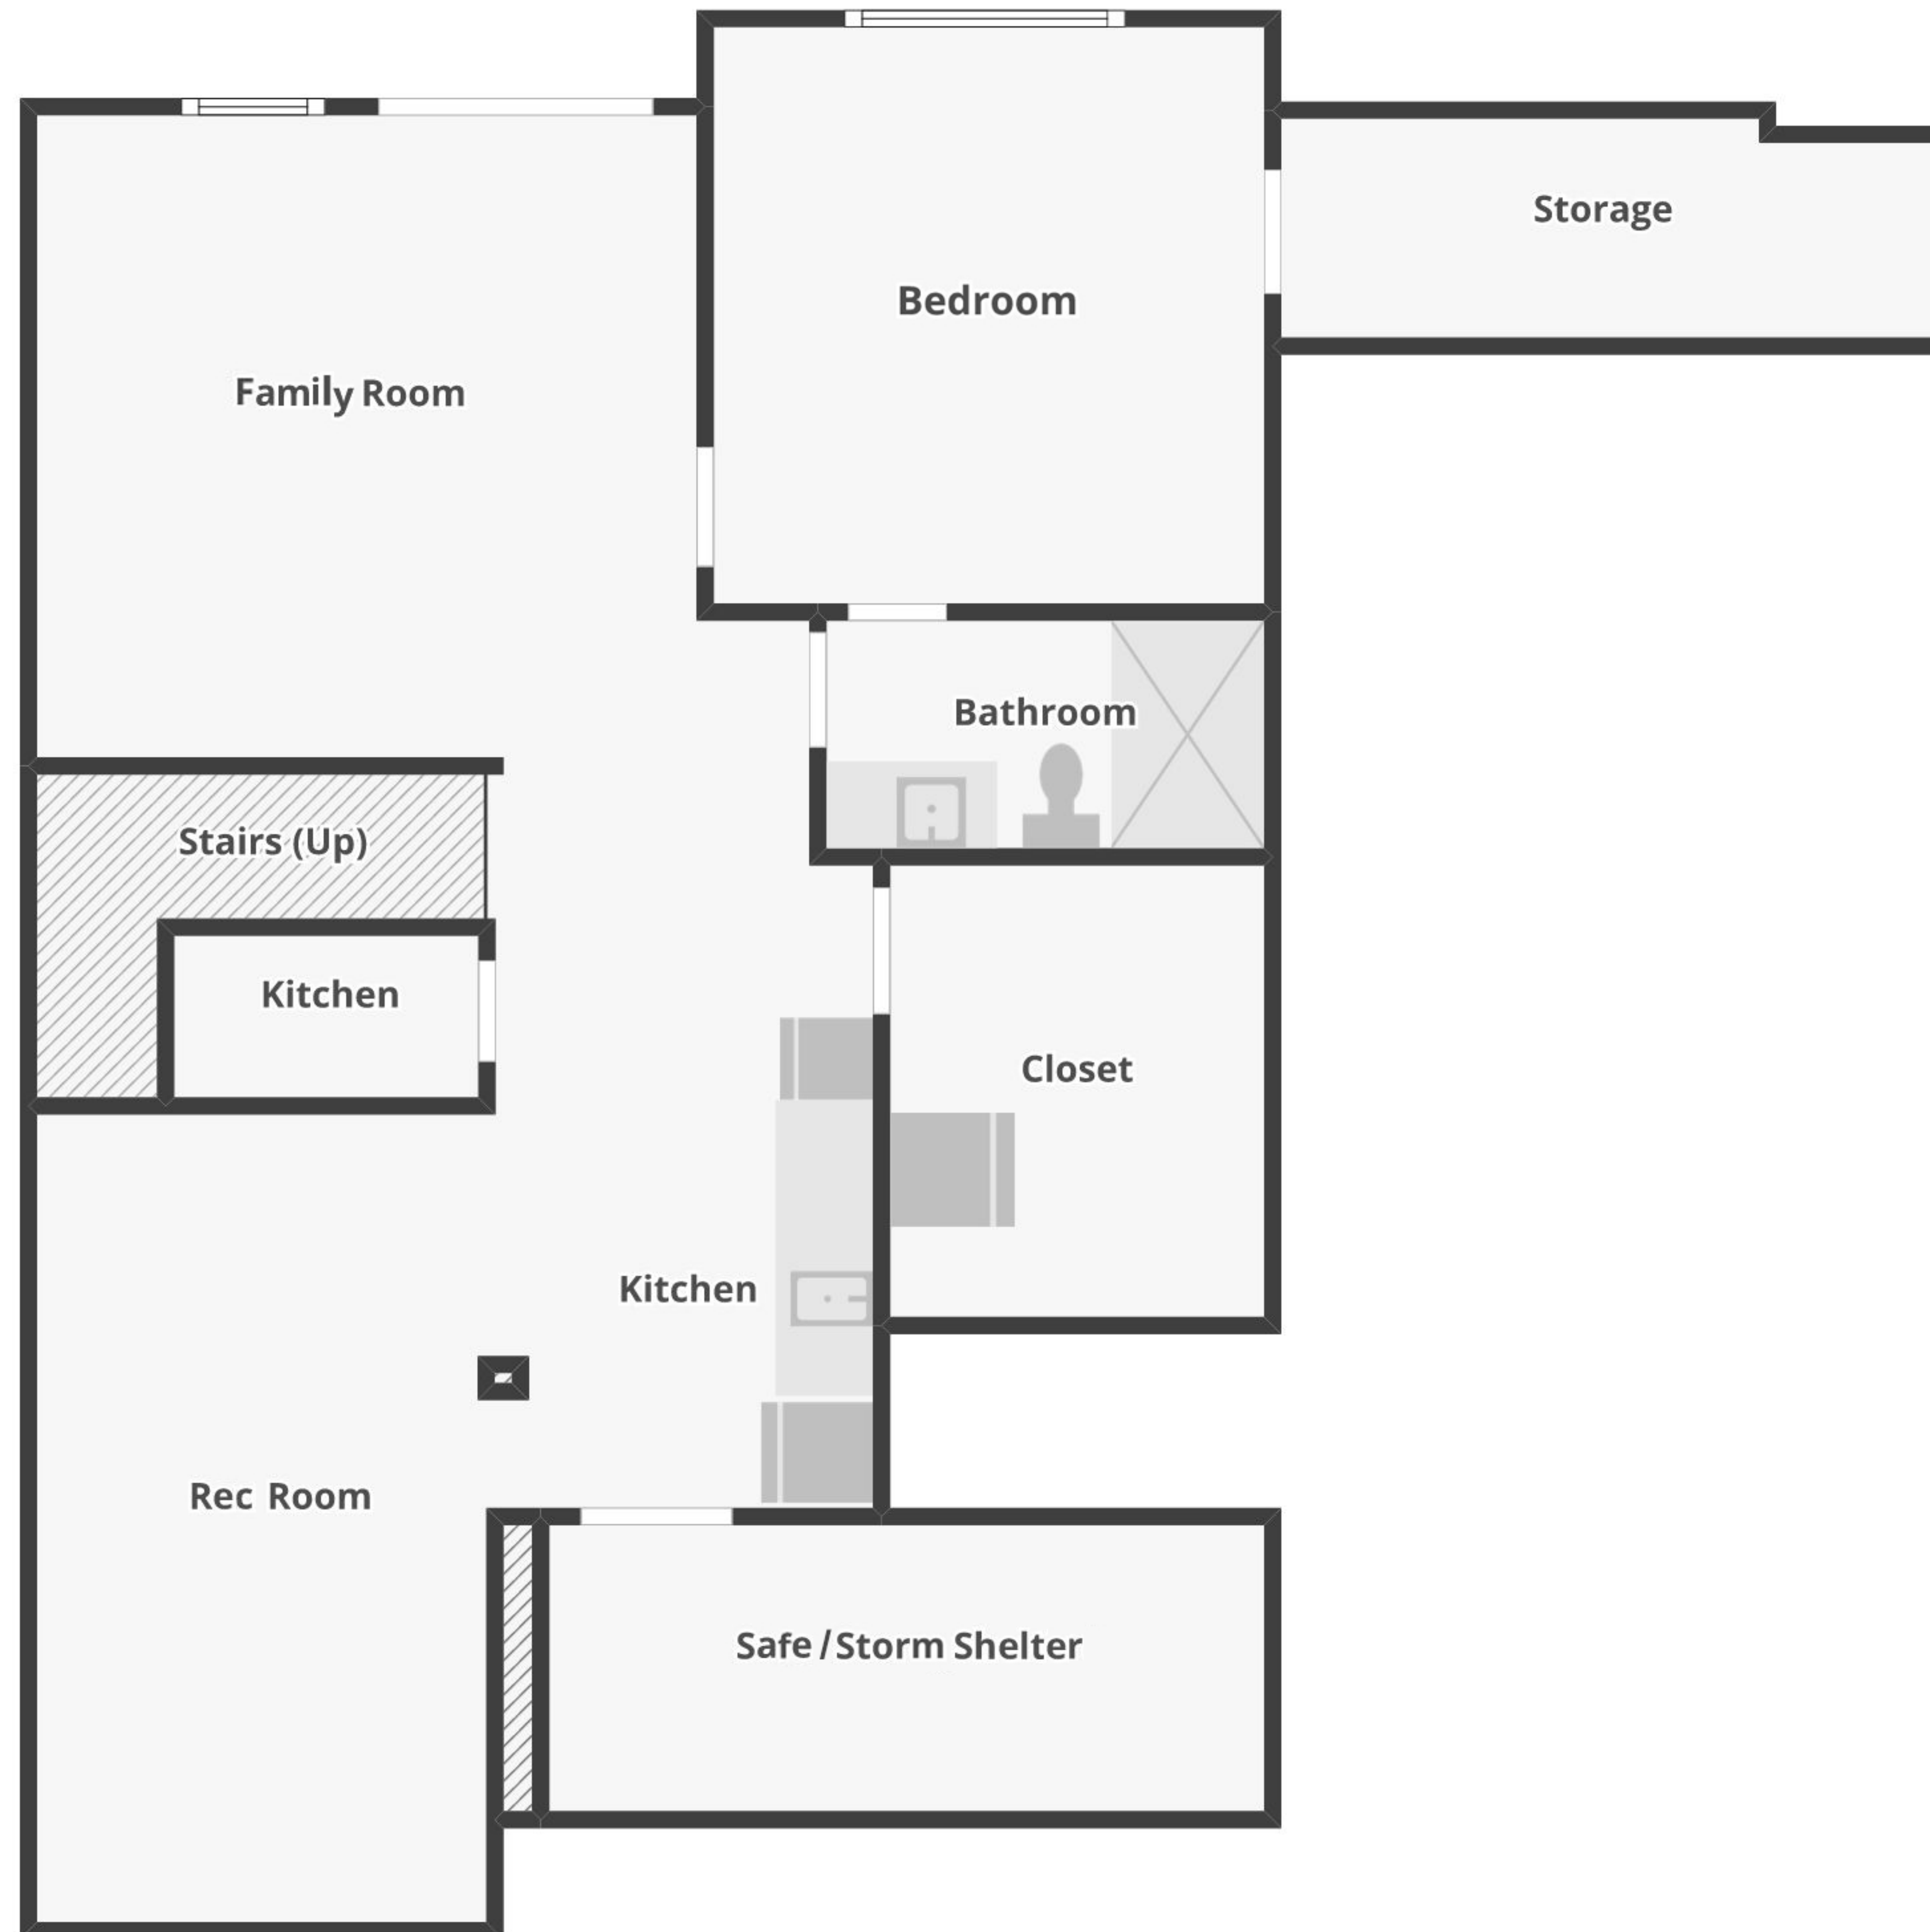 Storage
Bedroom
Family Room
Bathroom
Stairs (Up)
Kitchen
Closet
Kitchen
Rec Room
Safe/Storm Shelter